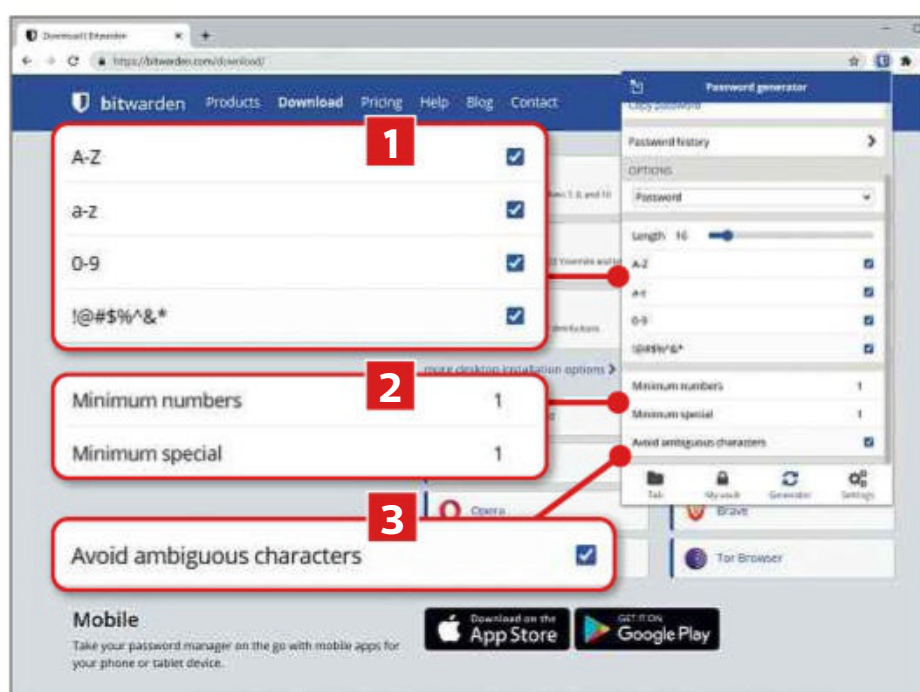 Download | Bitwarden
https://bitwarden.com/download/
bitwarden Products Download Pricing Help Blog Contact
1
A-Z
a-z
0-9
!@#$%^&*
more desktop installation options
2
Minimum numbers 1
Minimum special 1
3
Avoid ambiguous characters
Opera
Brave
Tor Browser
Mobile
Take your password manager on the go with mobile apps for
your phone or tablet device.
Download on the
App Store
GET IT ON
Google Play
Password generator
Copy password
Password history
OPTIONS
Password
Length 16
A-Z
a-z
0-9
!@#$%^&*
Minimum numbers 1
Minimum special 1
Avoid ambiguous characters
Tab My vault Generator Settings